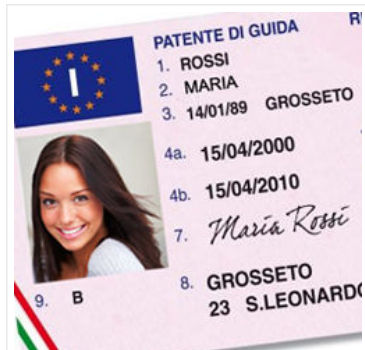 I
PATENTE DI GUIDA
1. ROSSI
2. MARIA
3. 14/01/89 GROSSETO
4a. 15/04/2000
4b. 15/04/2010
7. Maria Rossi
8. GROSSETO
23 S.LEONARDO
9. B